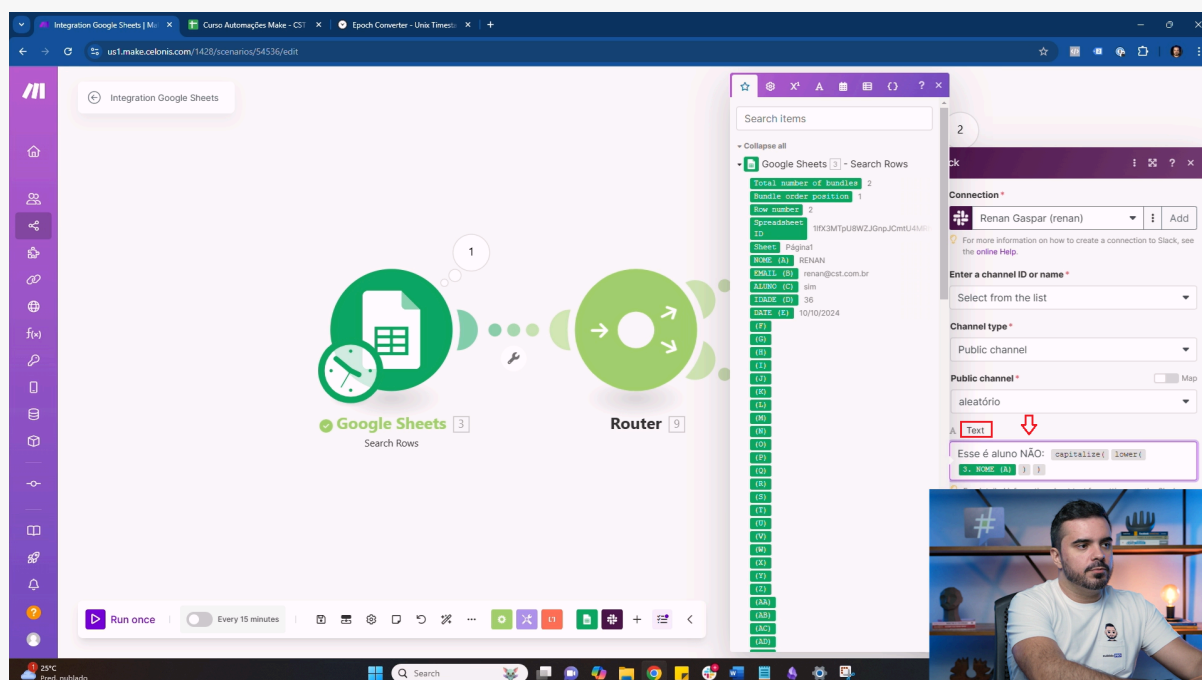 Integration Google Sheets | Ma
Curso Automações Make - CST
Epoch Converter - Unix Timesta
us1.make.celonis.com/1428/scenarios/54536/edit
Integration Google Sheets
1
Google Sheets 3
Search Rows
Router 9
2
Search items
Collapse all
Google Sheets 3 - Search Rows
Total number of bundles 2
Bundle order position 1
Row number 2
Spreadsheet ID
Sheet Página1
NOME (A) RENAN
EMAIL (B) renan@cst.com.br
ALUNO (C) sim
IDADE (D) 36
DATE (E) 10/10/2024
(F)
(G)
(H)
(I)
(J)
(K)
(L)
(M)
(N)
(O)
(P)
(Q)
(R)
(S)
(T)
(U)
(V)
(W)
(X)
(Y)
(Z)
(AA)
(AB)
(AC)
(AD)
ck
Connection *
Renan Gaspar (renan)
Add
For more information on how to create a connection to Slack, see
the online Help.
Enter a channel ID or name *
Select from the list
Channel type *
Public channel
Public channel *
Map
aleatório
A Text
Esse é aluno NÃO: capitalize( lower(
3. NOME (A) ) )
Run once
Every 15 minutes
L1
1
25°C
Pred. nublado
Search